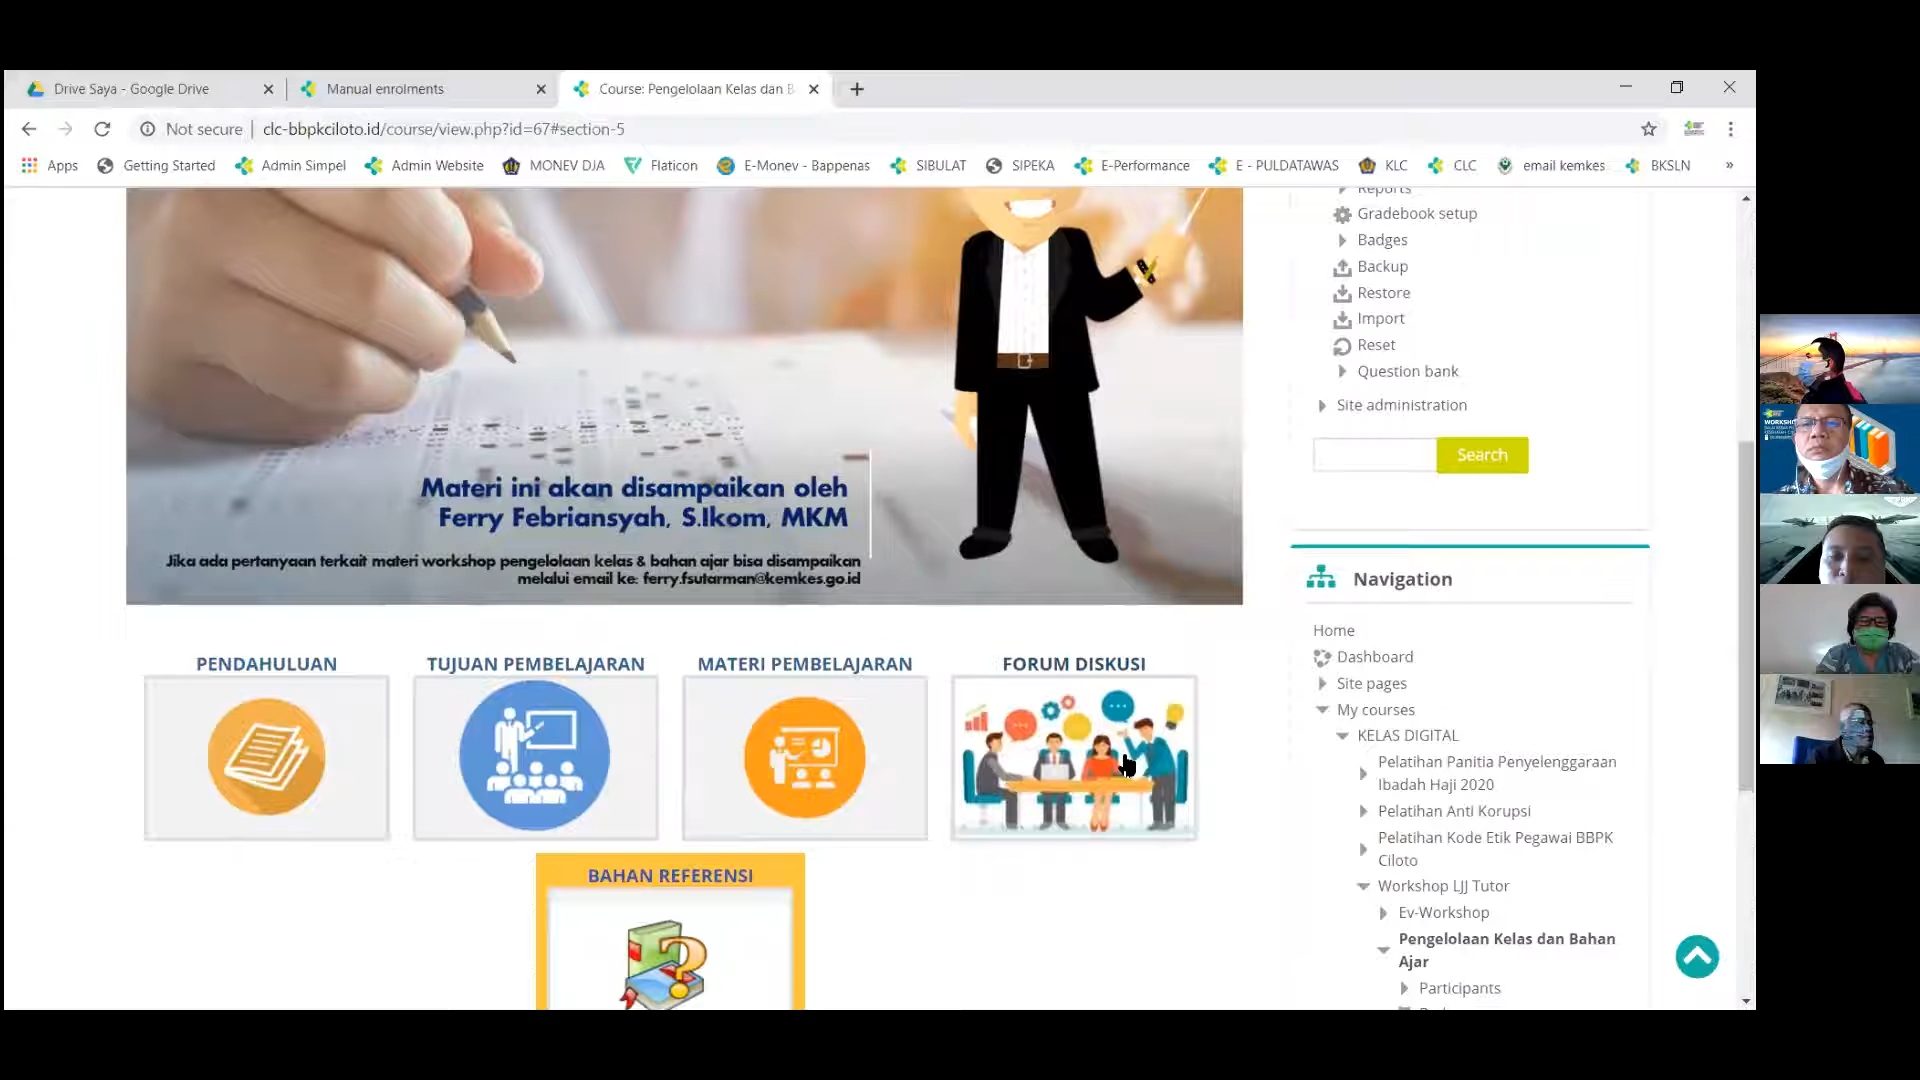 Drive Saya - Google Drive
Manual enrolments
Course: Pengelolaan Kelas dan B
Not secure
clc-bbpkciloto.id/course/view.php?id=67#section-5
Apps
Getting Started
Admin Simpel
Admin Website
MONEV DJA
Flaticon
E-Monev - Bappenas
SIBULAT
SIPEKA
E-Performance
E - PULDATAWAS
KLC
CLC
email kemkes
BKSLN
»
Materi ini akan disampaikan oleh
Ferry Febriansyah, S.Ikom, MKM
Jika ada pertanyaan terkait materi workshop pengelolaan kelas & bahan ajar bisa disampaikan
melalui email ke: ferry.fsutarman@kemkes.go.id
PENDAHULUAN
TUJUAN PEMBELAJARAN
MATERI PEMBELAJARAN
FORUM DISKUSI
BAHAN REFERENSI
Reports
Gradebook setup
Badges
Backup
Restore
Import
Reset
Question bank
Site administration
Search
Navigation
Home
Dashboard
Site pages
My courses
KELAS DIGITAL
Pelatihan Panitia Penyelenggaraan
Ibadah Haji 2020
Pelatihan Anti Korupsi
Pelatihan Kode Etik Pegawai BBPK
Ciloto
Workshop LJJ Tutor
Ev-Workshop
Pengelolaan Kelas dan Bahan
Ajar
Participants